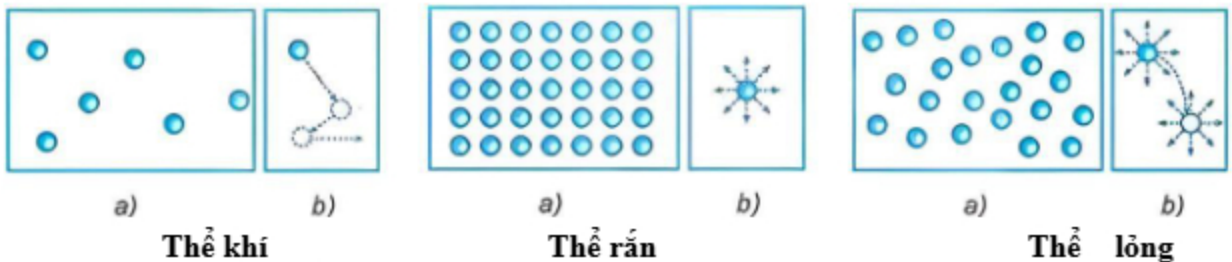 a) b) a) b) a) b)
Thể khí Thể rắn Thể lỏng